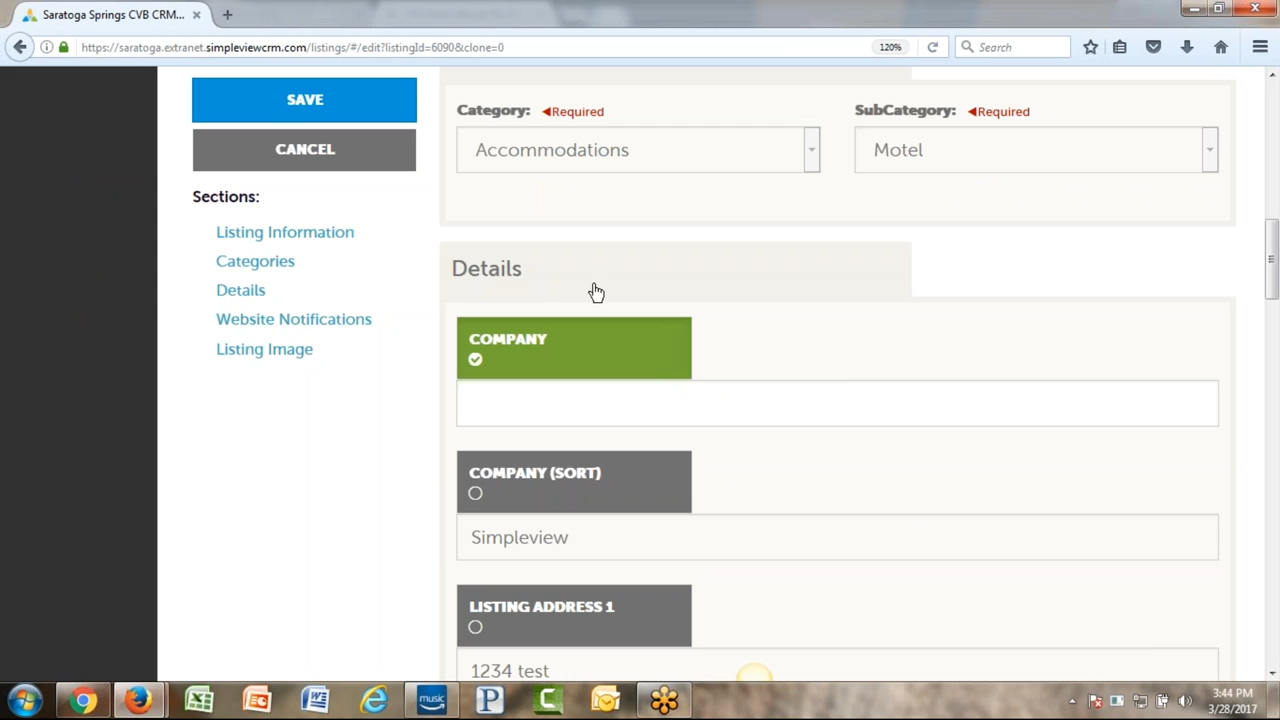 Saratoga Springs CVB CRM...
https://saratoga.extranet.simpleviewcrm.com/listings/#/edit?listingId=6090&clone=0
120%
Search
SAVE
CANCEL
Sections:
Listing Information
Categories
Details
Website Notifications
Listing Image
Category: Required
SubCategory: Required
Accommodations
Motel
Details
COMPANY
COMPANY (SORT)
Simpleview
LISTING ADDRESS 1
1234 test
music
3:44 PM
3/28/2017